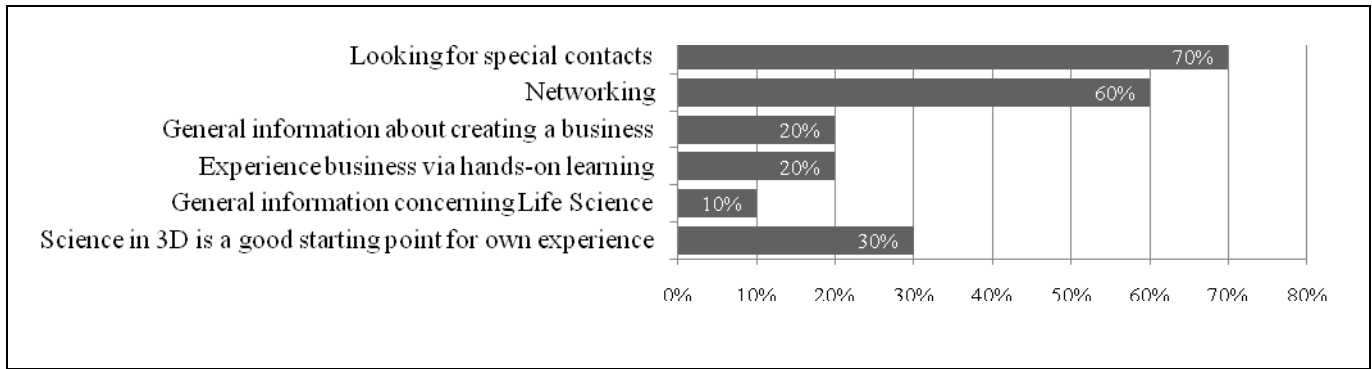 Looking for special contacts 70%
Networking 60%
General information about creating a business 20%
Experience business via hands-on learning 20%
General information concerning Life Science 10%
Science in 3D is a good starting point for own experience 30%
0% 10% 20% 30% 40% 50% 60% 70% 80%